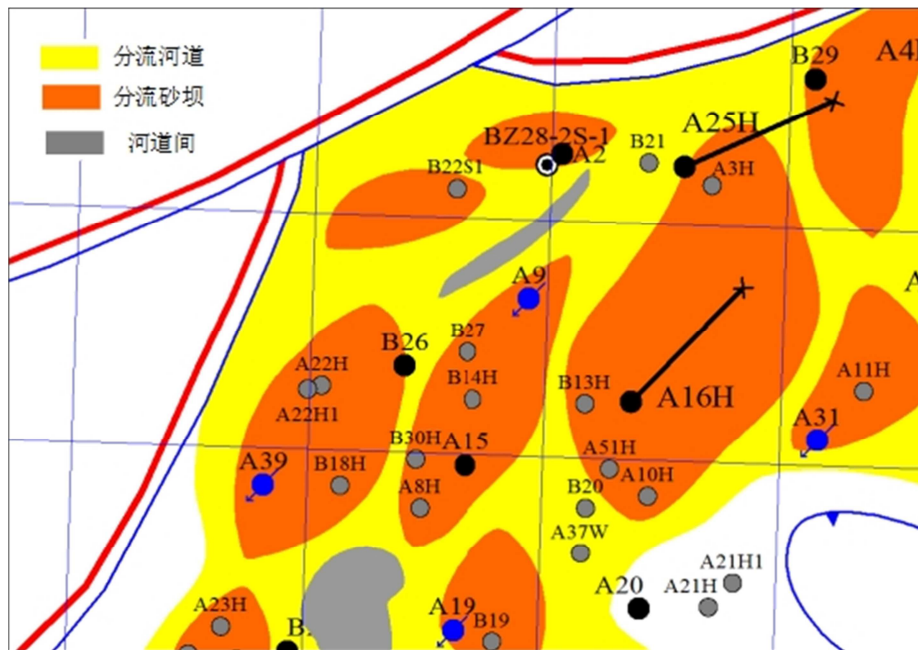 分流河道
分流砂坝
河道间
B29
A4
A25H
BZ28-2S-1
A2
B21
B22S1
A3H
A9
B27
B26
A22H
A22H1
B14H
B13H
A16H
A11H
A31
B30H
A15
A51H
A39
B18H
A8H
A10H
B20
A37W
A21H1
A20
A21H
A23H
A19
B19